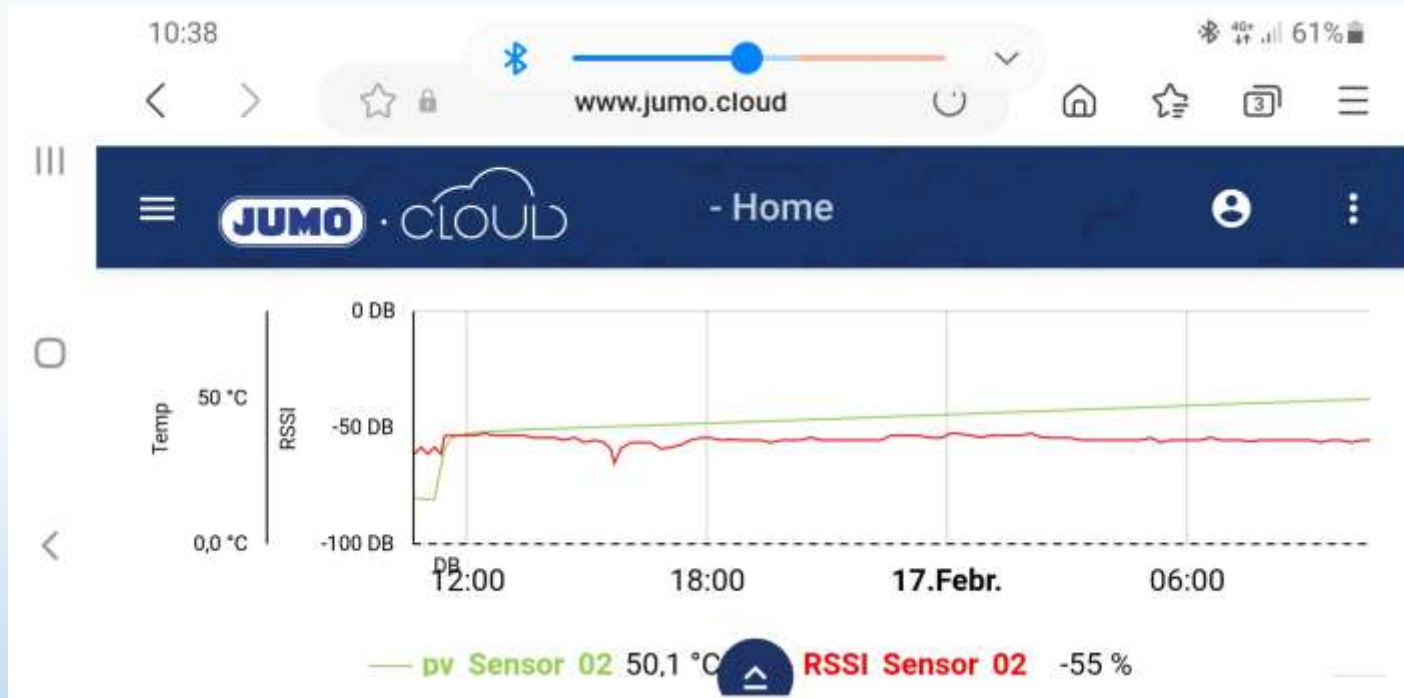 10:38
4G+ 61%
www.jumo.cloud
3
JUMO · CLOUD - Home
Temp
50 °C
0,0 °C
RSSI
0 DB
-50 DB
-100 DB
DB
12:00 18:00 17.Febr. 06:00
pv Sensor 02 50,1 °C RSSI Sensor 02 -55 %